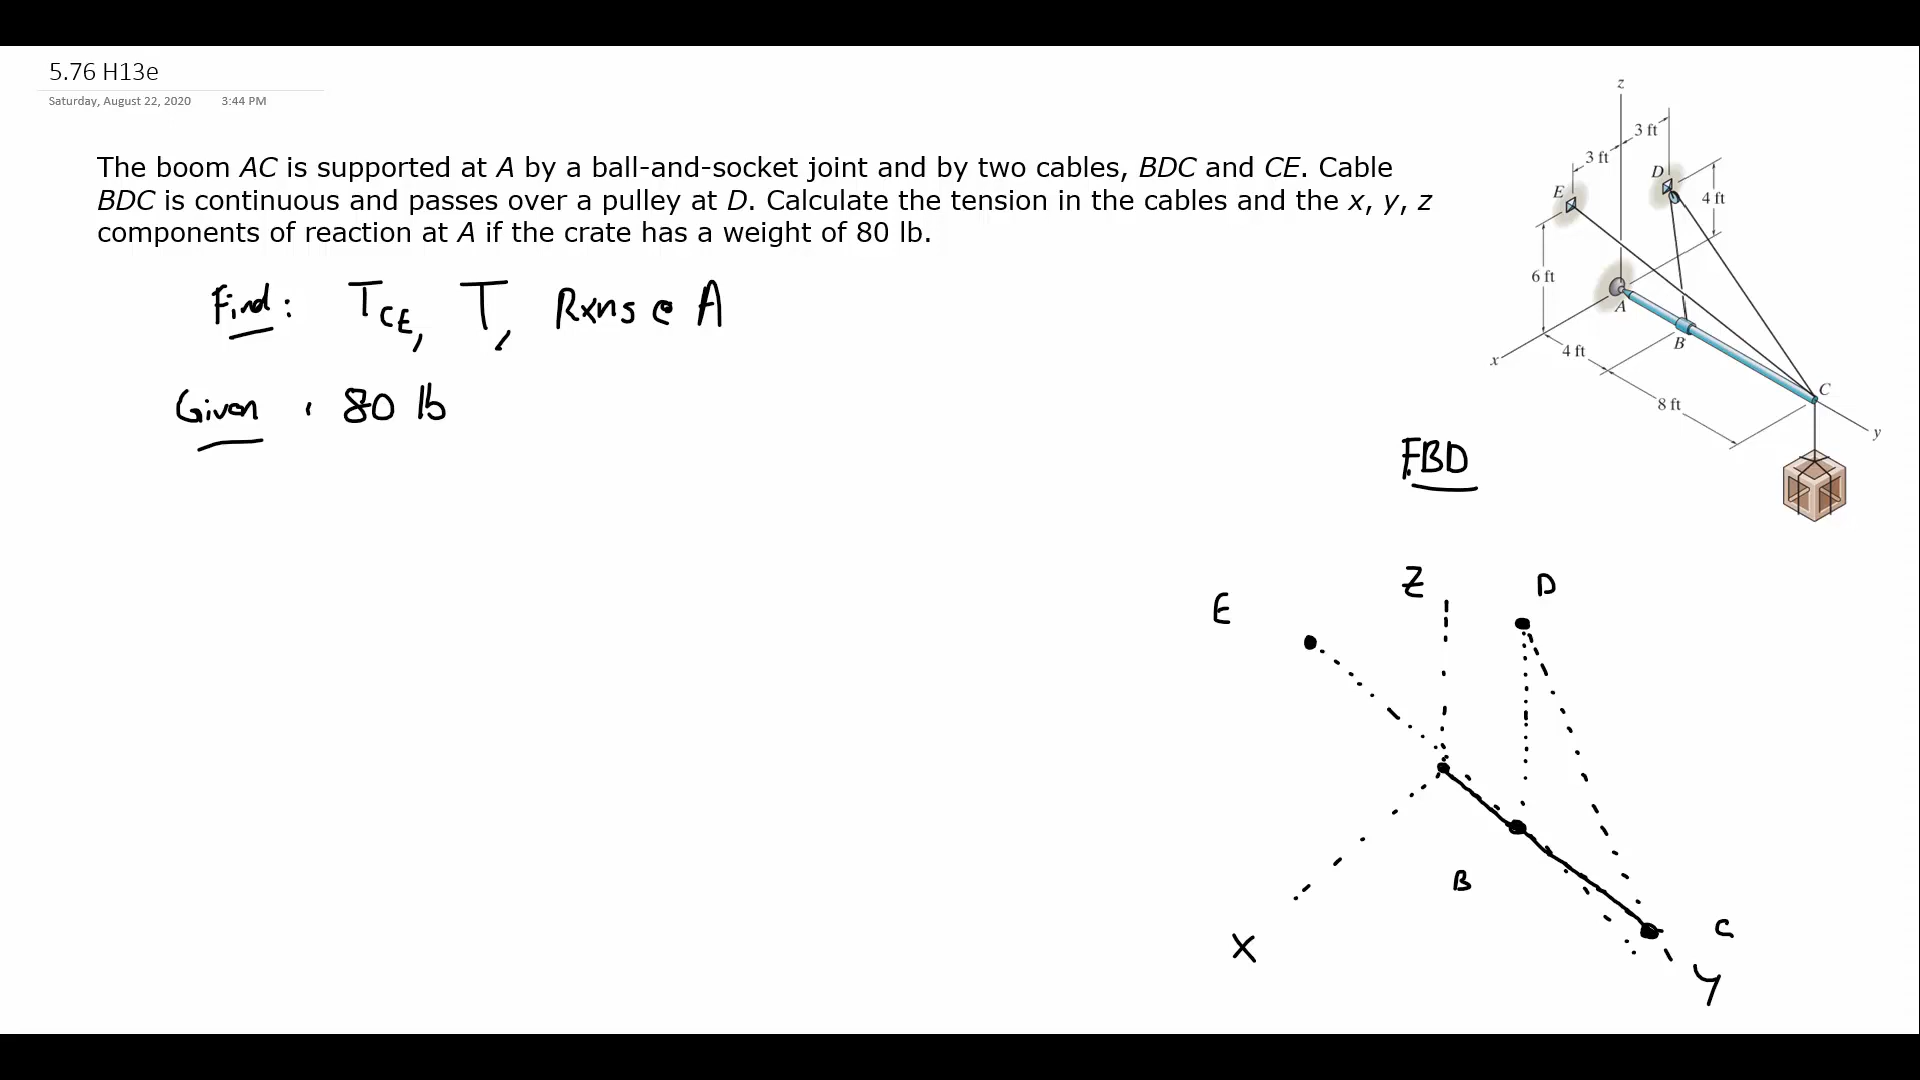 5.76 H13e
Saturday, August 22, 2020 3:44 PM
The boom AC is supported at A by a ball-and-socket joint and by two cables, BDC and CE. Cable
BDC is continuous and passes over a pulley at D. Calculate the tension in the cables and the x, y, z
components of reaction at A if the crate has a weight of 80 lb.
Find: T_CE, T, Rxns @ A
Given : 80 lb
z
3 ft
3 ft
D
E
4 ft
6 ft
A
B
x
4 ft
C
8 ft
y
FBD
Z
D
E
B
C
X
Y